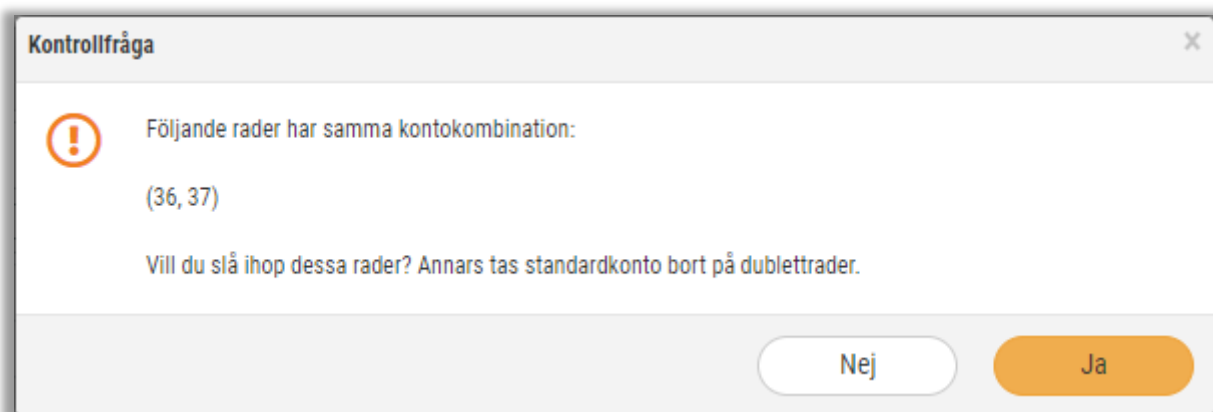 Kontrollfråga
Följande rader har samma kontokombination:
(36, 37)
Vill du slå ihop dessa rader? Annars tas standardkonto bort på dublettrader.
Nej
Ja